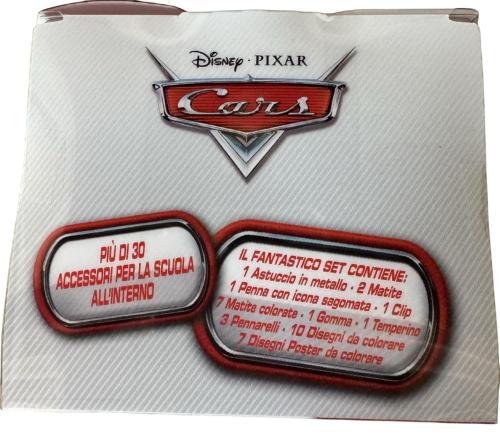 Disney · PIXAR
Cars
PIÙ DI 30
ACCESSORI PER LA SCUOLA
ALL'INTERNO
IL FANTASTICO SET CONTIENE:
1 Astuccio in metallo · 2 Matite
1 Penna con icona sagomata · 1 Clip
7 Matite colorate · 1 Gomma · 1 Temperino
3 Pennarelli · 10 Disegni da colorare
7 Disegni Poster da colorare